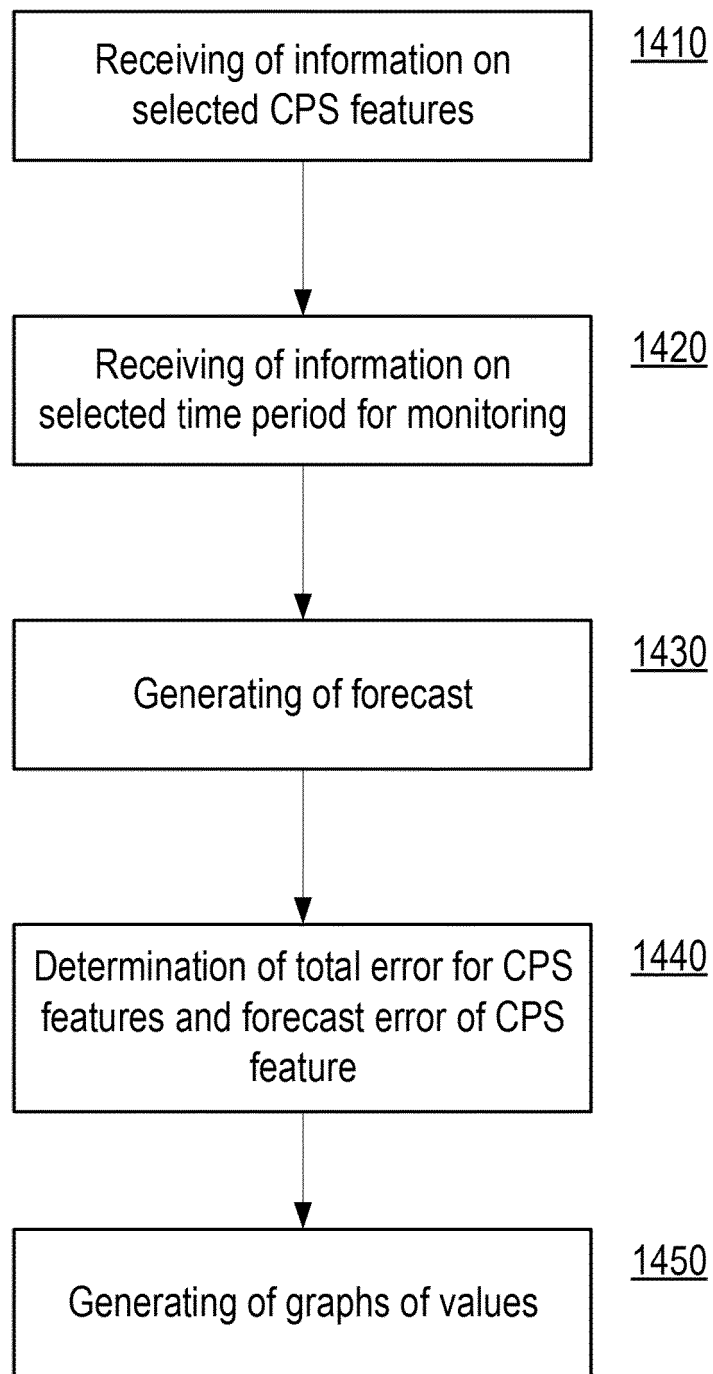 Receiving of information on
selected CPS features
1410
Receiving of information on
selected time period for monitoring
1420
Generating of forecast
1430
Determination of total error for CPS
features and forecast error of CPS
feature
1440
Generating of graphs of values
1450